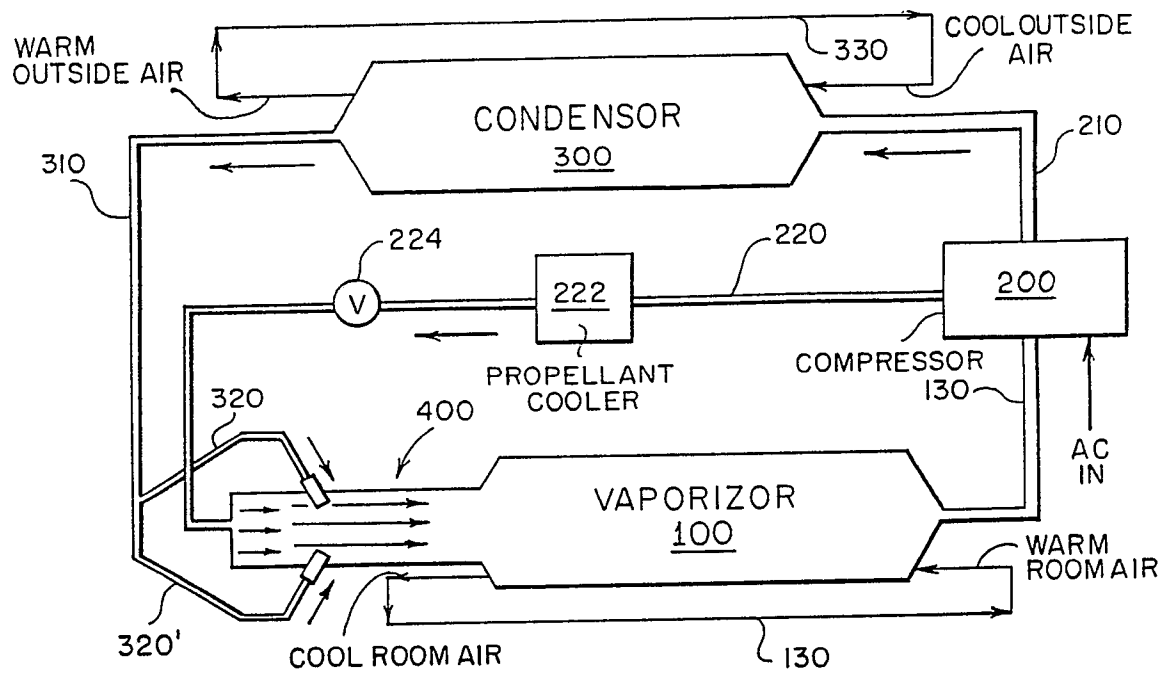 WARM
OUTSIDE AIR
330
COOL OUTSIDE
AIR
CONDENSOR
300
210
310
224
V
222
220
200
PROPELLANT
COOLER
COMPRESSOR
130
320
400
AC
IN
VAPORIZOR
100
WARM
ROOM AIR
320'
COOL ROOM AIR
130